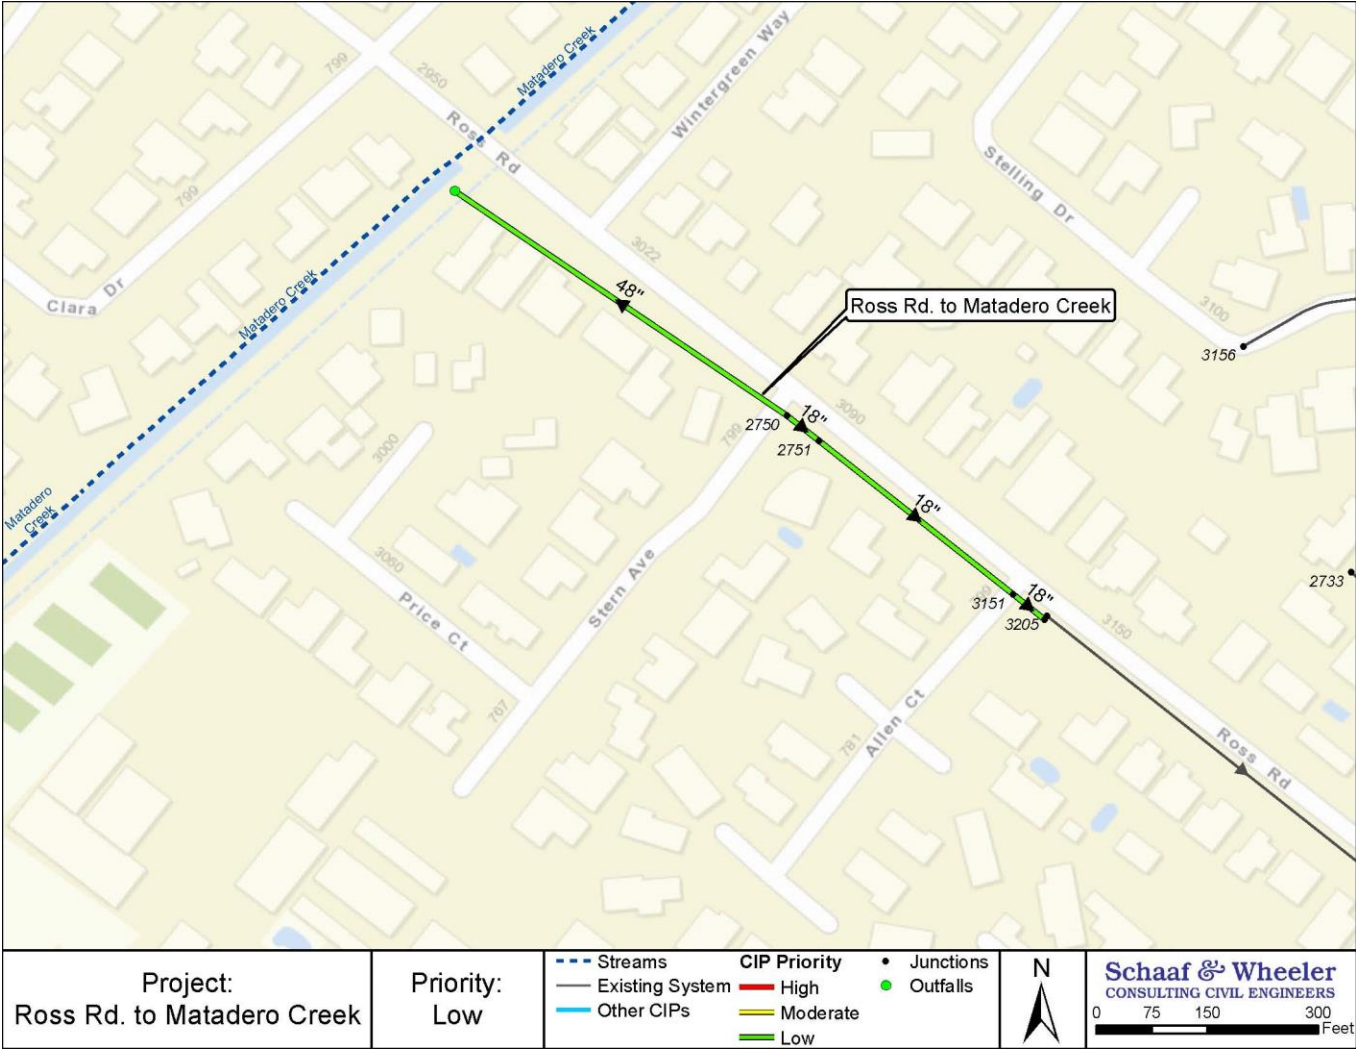 Matadero Creek
799
2950
Ross Rd
Wintergreen Way
Stelling Dr
799
Clara Dr
Matadero Creek
3022
48"
Ross Rd. to Matadero Creek
3100
3156
3090
18"
2750
799
2751
3000
Matadero
Creek
18"
3060
Price Ct
Stern Ave
2733
18"
3151
3205
3150
767
Allen Ct
781
Ross Rd
Project:
Ross Rd. to Matadero Creek
Priority:
Low
Streams
Existing System
Other CIPs
CIP Priority
High
Moderate
Low
Junctions
Outfalls
N
Schaaf & Wheeler
CONSULTING CIVIL ENGINEERS
0 75 150 300
Feet